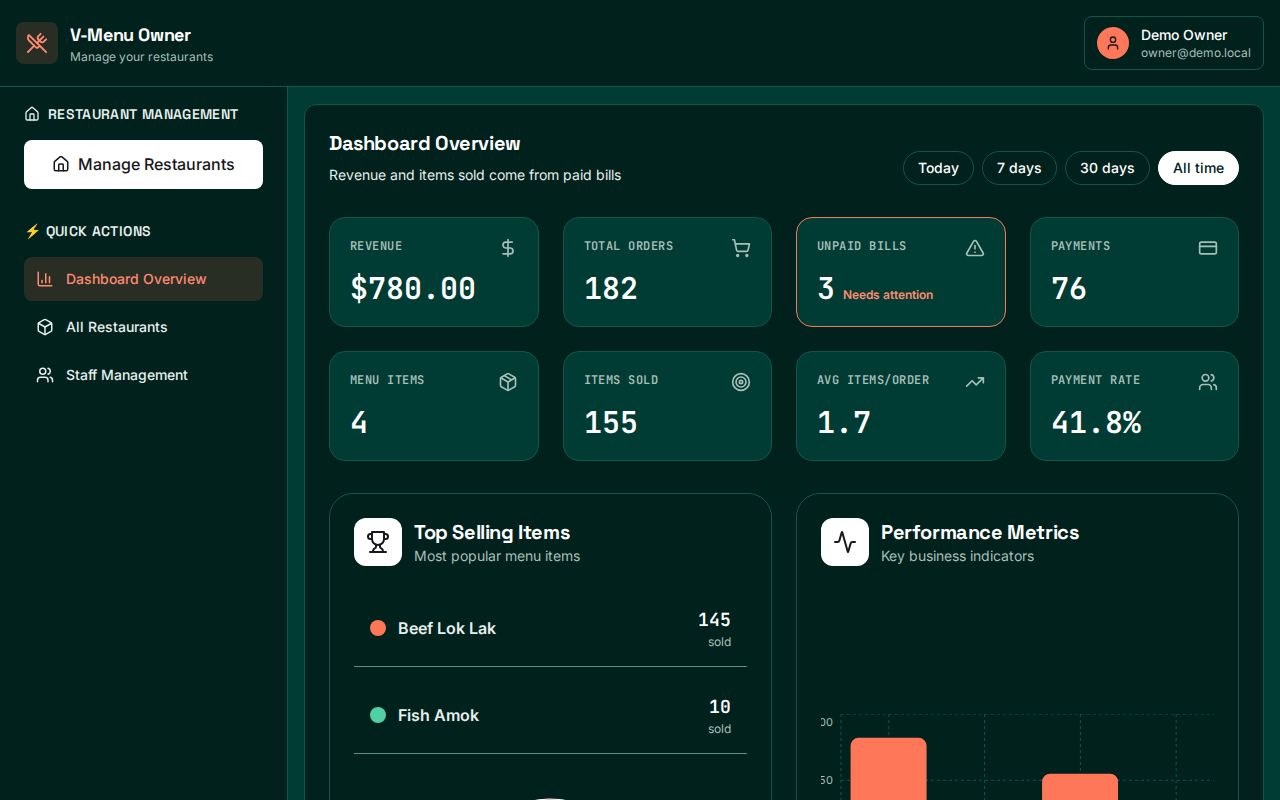 V-Menu Owner
Manage your restaurants
Demo Owner
owner@demo.local
RESTAURANT MANAGEMENT
Manage Restaurants
⚡ QUICK ACTIONS
Dashboard Overview
All Restaurants
Staff Management
Dashboard Overview
Revenue and items sold come from paid bills
Today
7 days
30 days
All time
REVENUE
$780.00
TOTAL ORDERS
182
UNPAID BILLS
3 Needs attention
PAYMENTS
76
MENU ITEMS
4
ITEMS SOLD
155
AVG ITEMS/ORDER
1.7
PAYMENT RATE
41.8%
Top Selling Items
Most popular menu items
Beef Lok Lak
145
sold
Fish Amok
10
sold
Performance Metrics
Key business indicators